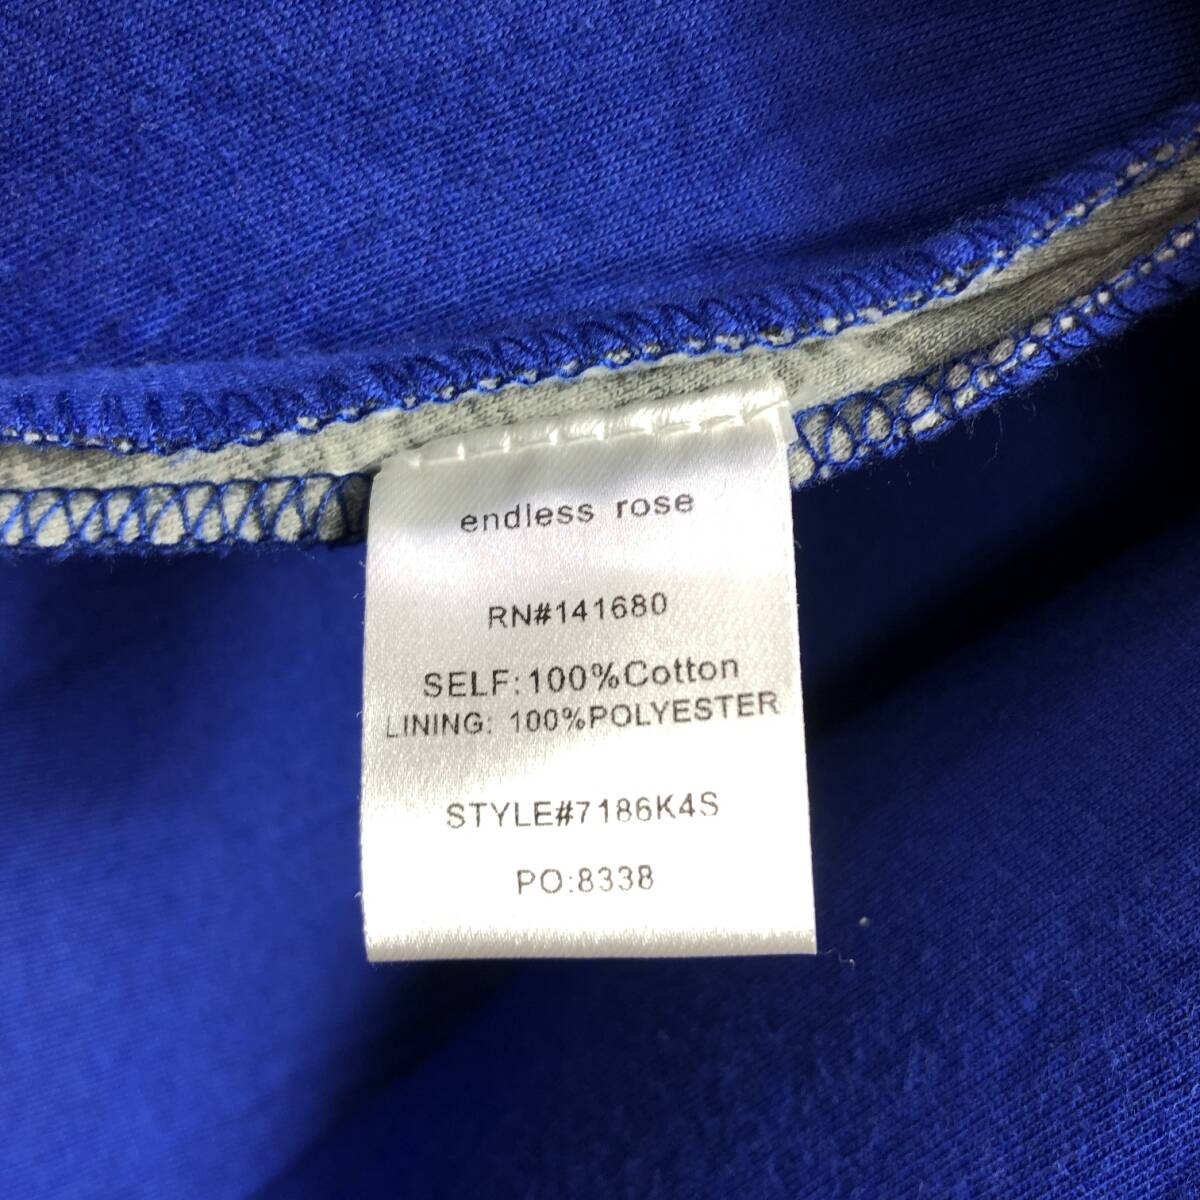 endless rose
RN#141680
SELF:100%Cotton
LINING: 100%POLYESTER
STYLE#7186K4S
PO:8338